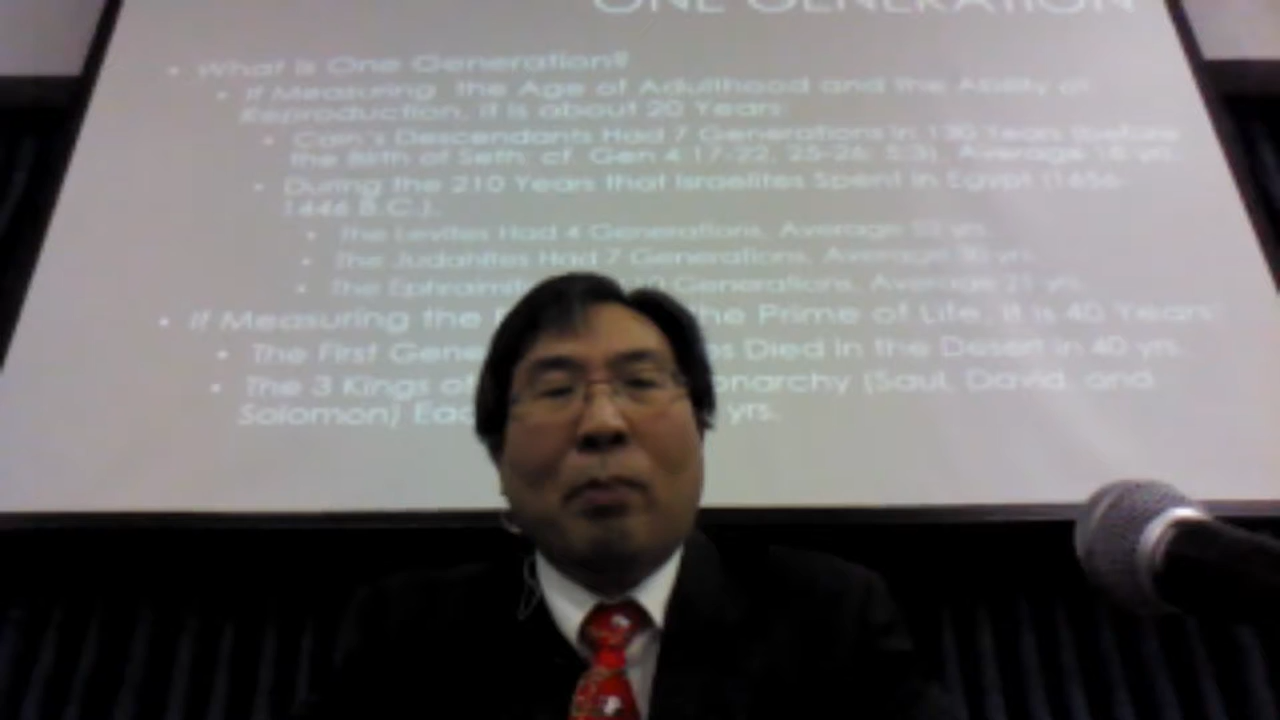 ONE GENERATION
• What is One Generation?
• If Measuring the Age of Adulthood and the Ability of
Reproduction, it is about 20 Years:
• Cain's Descendants Had 7 Generations in 130 Years (before
the Birth of Seth; cf. Gen 4:17-22, 25-26; 5:3), Average yrs.
• During the 210 Years that Israelites Spent in Egypt (1656-
1446 B.C.),
• The Levites Had 4 Generations, Average yrs.
• The Judahites Had 7 Generations, Average 30 yrs.
• The Generations, Average 21 yrs.
• If Measuring the the Prime of Life, it is 40 Years:
• The First Died in the Desert in 40 yrs.
• The 3 Kings of (Saul, David, and
Solomon) yrs.